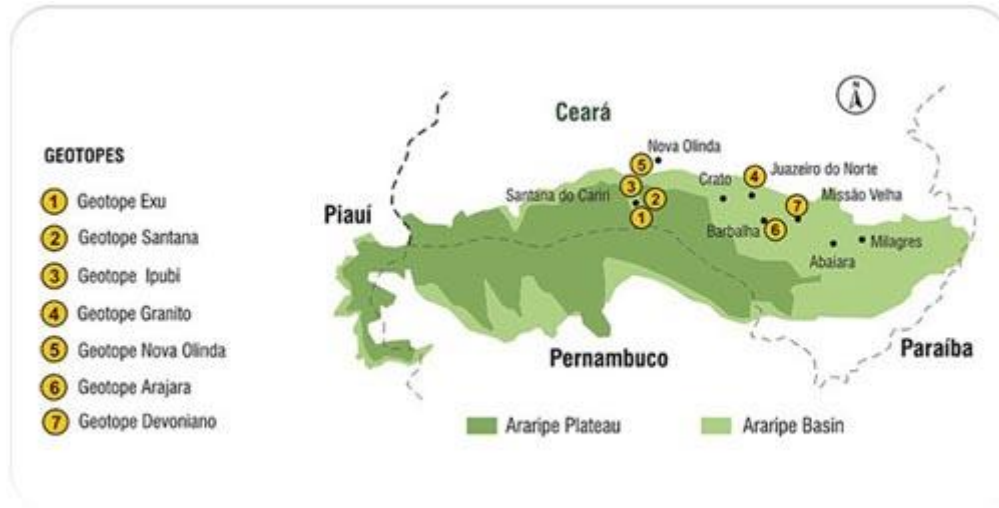 GEOTOPES
1 Geotope Exu
2 Geotope Santana
3 Geotope Ipubi
4 Geotope Granito
5 Geotope Nova Olinda
6 Geotope Arajara
7 Geotope Devoniano
N
Ceará
Nova Olinda
5
Juazeiro do Norte
4
Crato
3
Santana do Cariri
2
Missão Velha
7
Piauí
1
Barbalha
6
Milagres
Abaiara
Pernambuco
Paraíba
Araripe Plateau
Araripe Basin